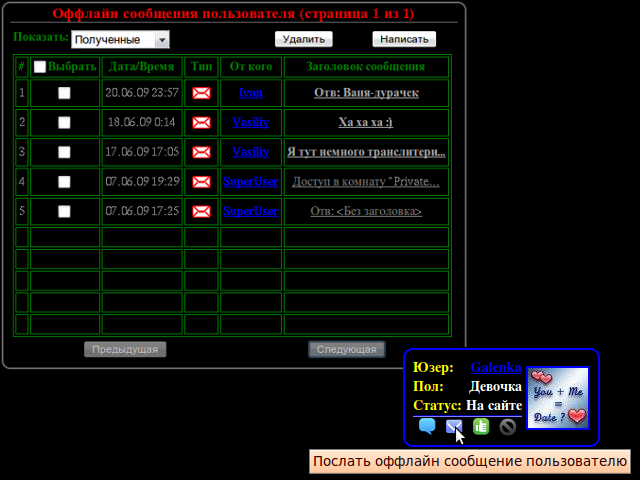 Оффлайн сообщения пользователя (страница 1 из 1)
Показать: Полученные Удалить Написать
# Выбрать Дата/Время Тип От кого Заголовок сообщения
1 20.06.09 23:57 Ivan Отв: Ваня-дурачек
2 18.06.09 0:14 Vasiliy Ха ха ха :)
3 17.06.09 17:05 Vasiliy Я тут немного транслитери...
4 07.06.09 19:29 SuperUser Доступ в комнату "Private...
5 07.06.09 17:25 SuperUser Отв: <Без заголовка>
Предыдущая Следующая
Юзер: Galenka
Пол: Девочка
Статус: На сайте
You + Me
=
Date ?
Послать оффлайн сообщение пользователю